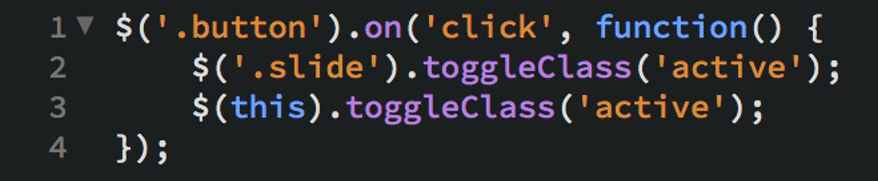 1 ▼ $('.button').on('click', function() {
2 $('.slide').toggleClass('active');
3 $(this).toggleClass('active');
4 });